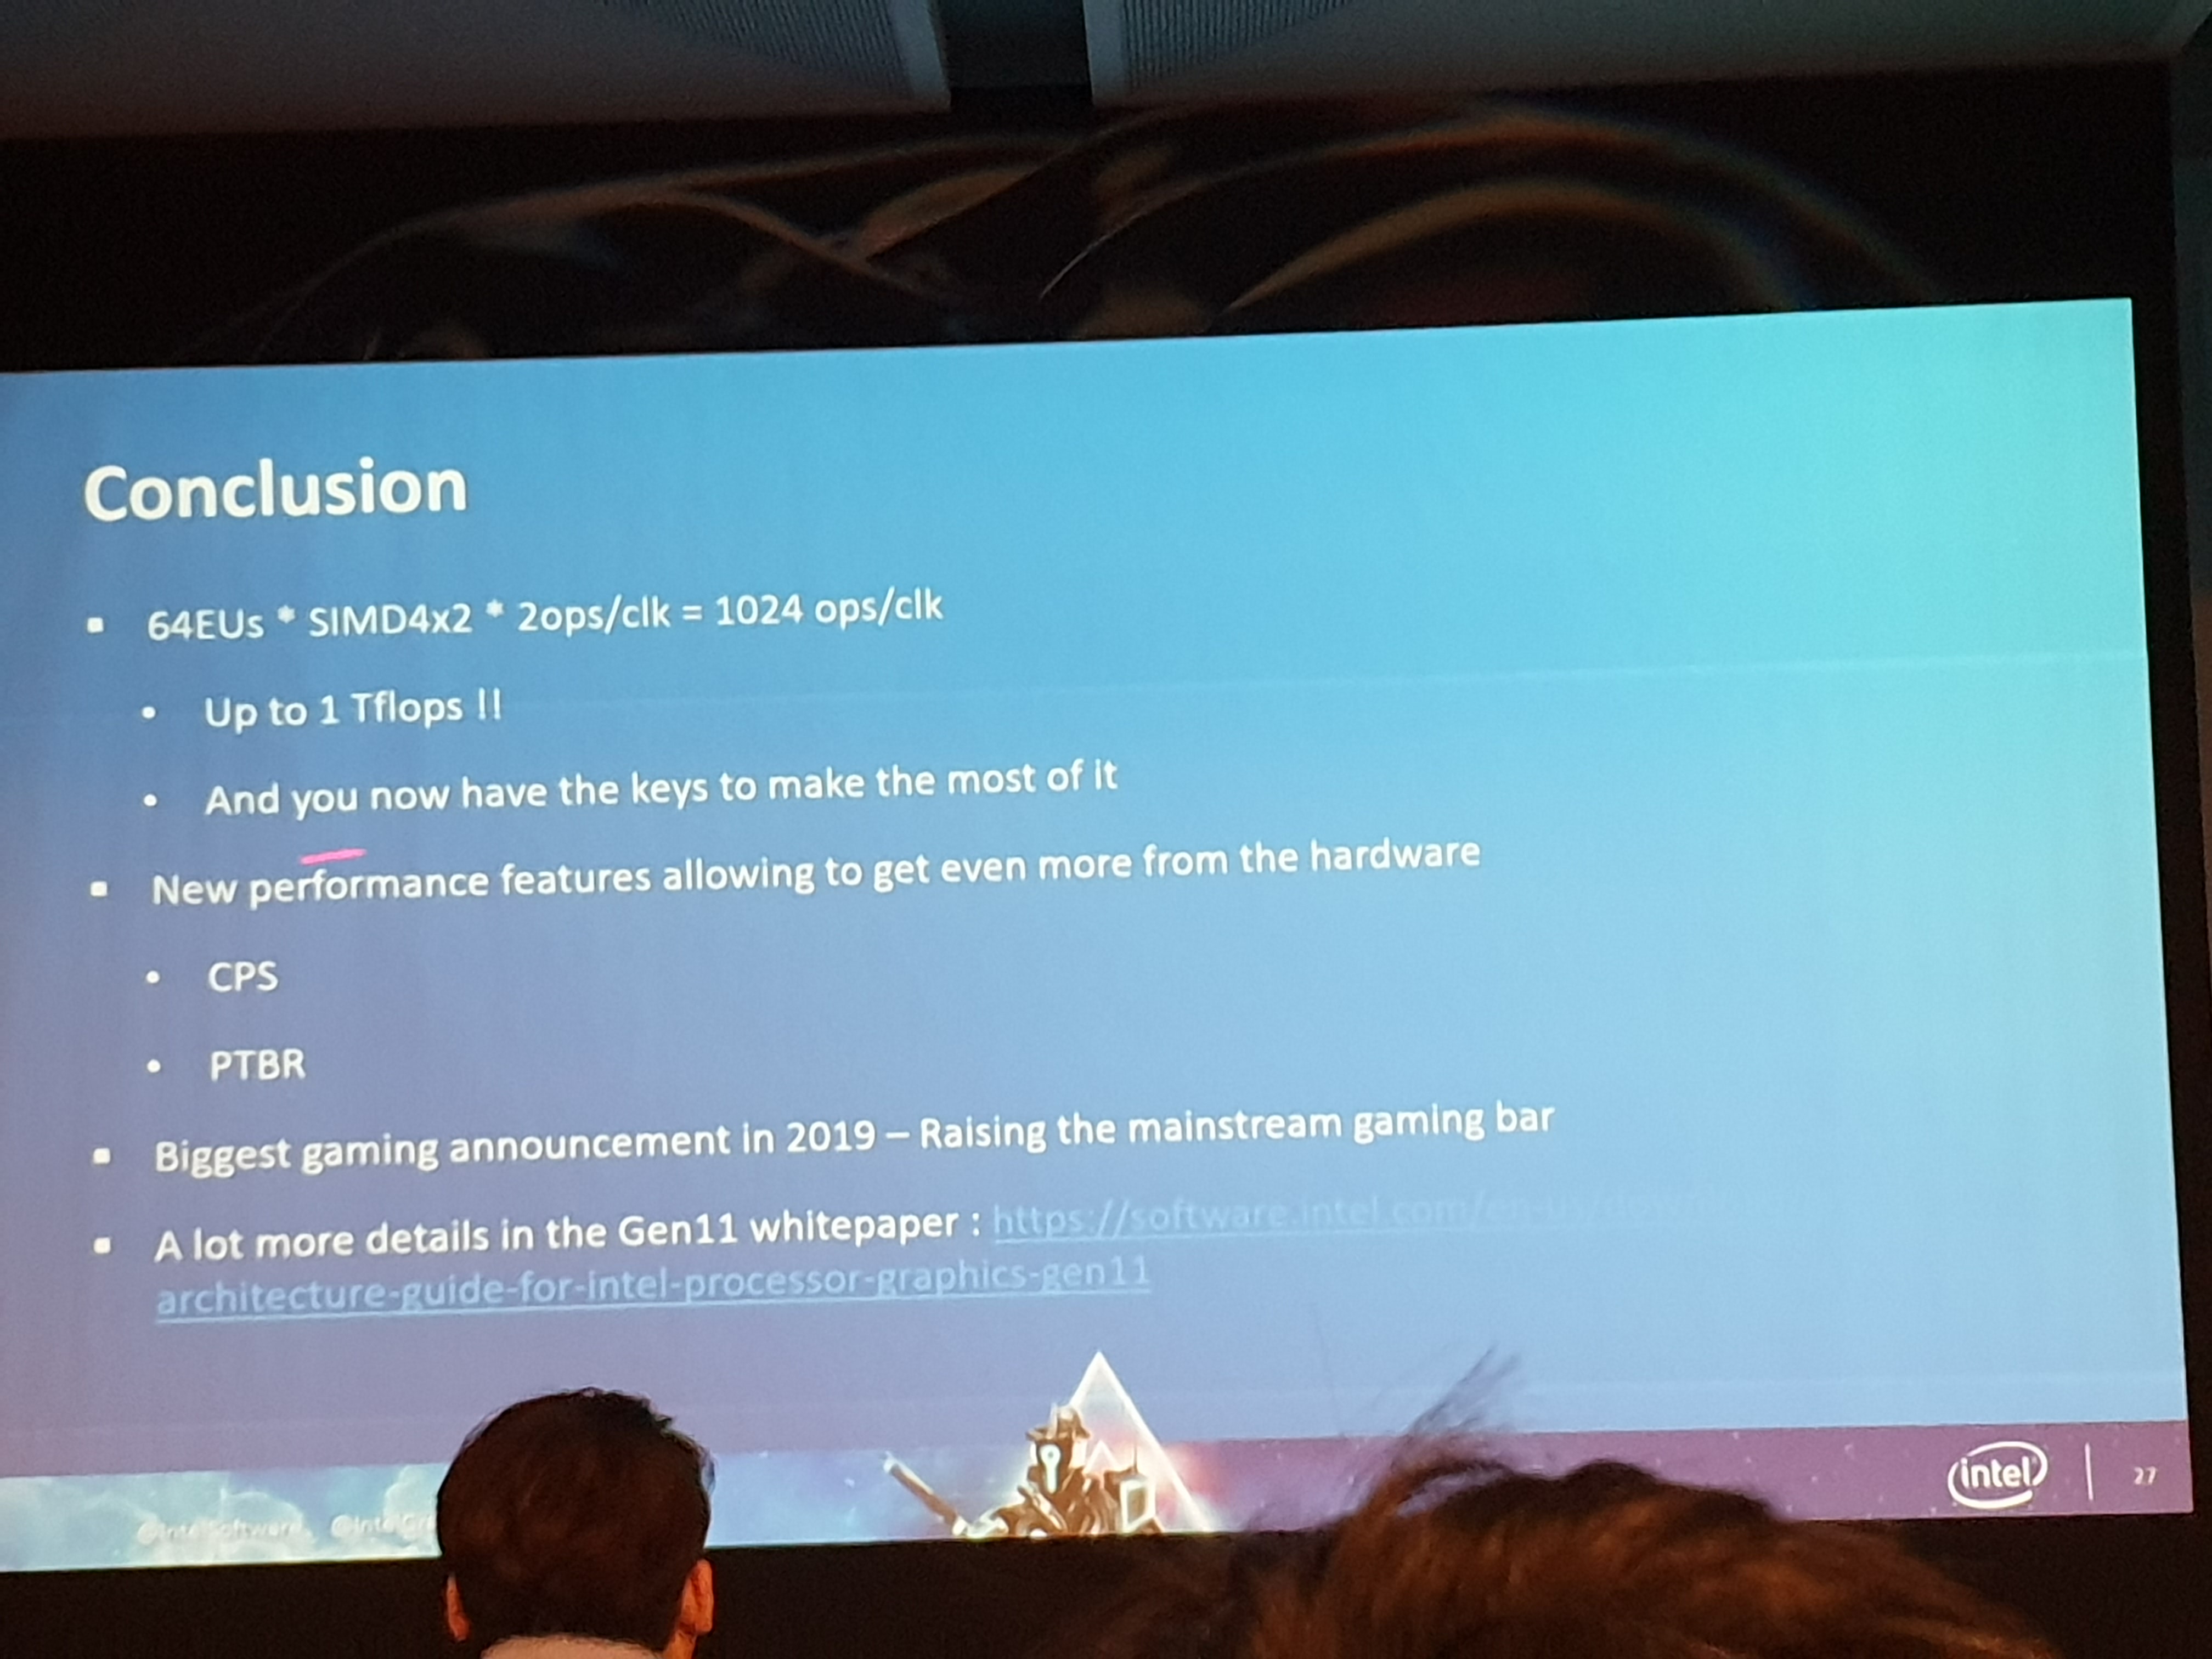 Conclusion
64EUs * SIMD4x2 * 2ops/clk = 1024 ops/clk
Up to 1 Tflops !!
And you now have the keys to make the most of it
New performance features allowing to get even more from the hardware
CPS
PTBR
Biggest gaming announcement in 2019 – Raising the mainstream gaming bar
A lot more details in the Gen11 whitepaper : https://software.intel.com/en-us/
architecture-guide-for-intel-processor-graphics-gen11
@IntelSoftware
intel
27